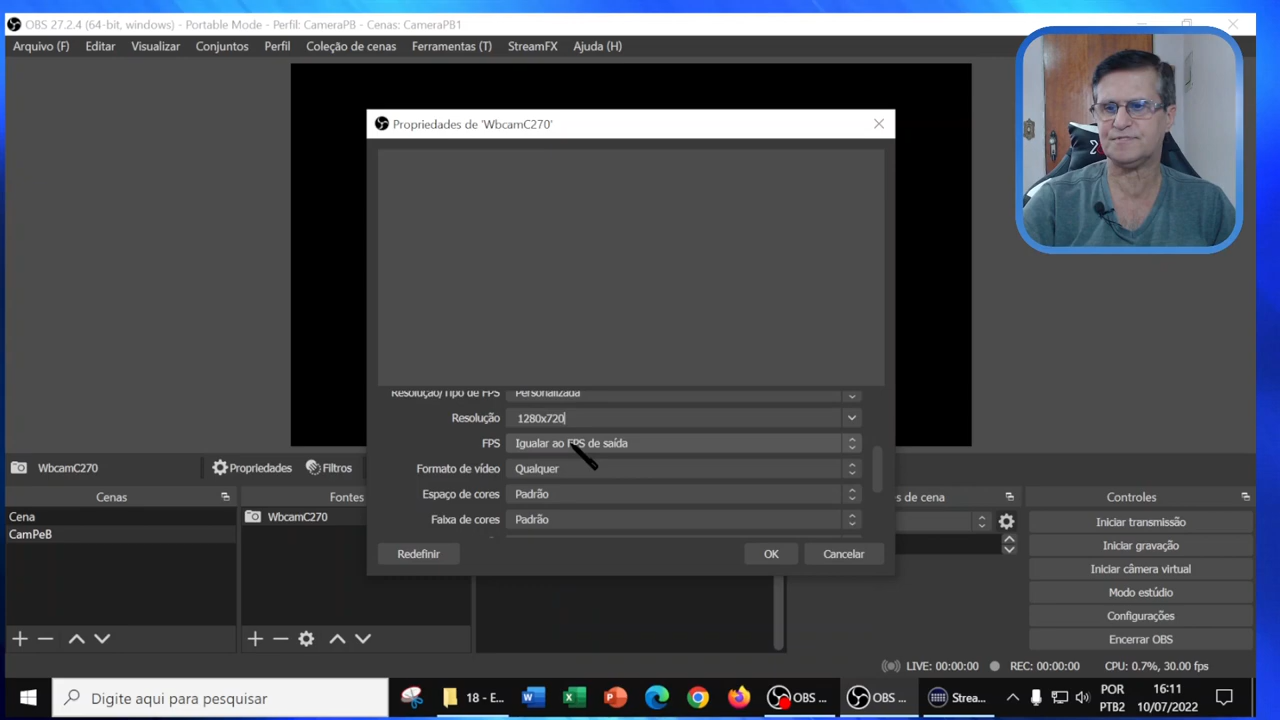 OBS 27.2.4 (64-bit, windows) - Portable Mode - Perfil: CameraPB - Cenas: CameraPB1
Arquivo (F) Editar Visualizar Conjuntos Perfil Coleção de cenas Ferramentas (T) StreamFX Ajuda (H)
Propriedades de 'WbcamC270'
Resolução/Tipo de FPS Personalizada
Resolução 1280x720
FPS Igualar ao FPS de saída
Formato de vídeo Qualquer
Espaço de cores Padrão
Faixa de cores Padrão
Redefinir OK Cancelar
WbcamC270 Propriedades Filtros
Cenas Fontes s de cena Controles
Cena
CamPeB
WbcamC270
Iniciar transmissão
Iniciar gravação
Iniciar câmera virtual
Modo estúdio
Configurações
Encerrar OBS
LIVE: 00:00:00 REC: 00:00:00 CPU: 0.7%, 30.00 fps
Digite aqui para pesquisar 18 - E... OBS ... OBS ... Strea... POR 16:11
PTB2 10/07/2022